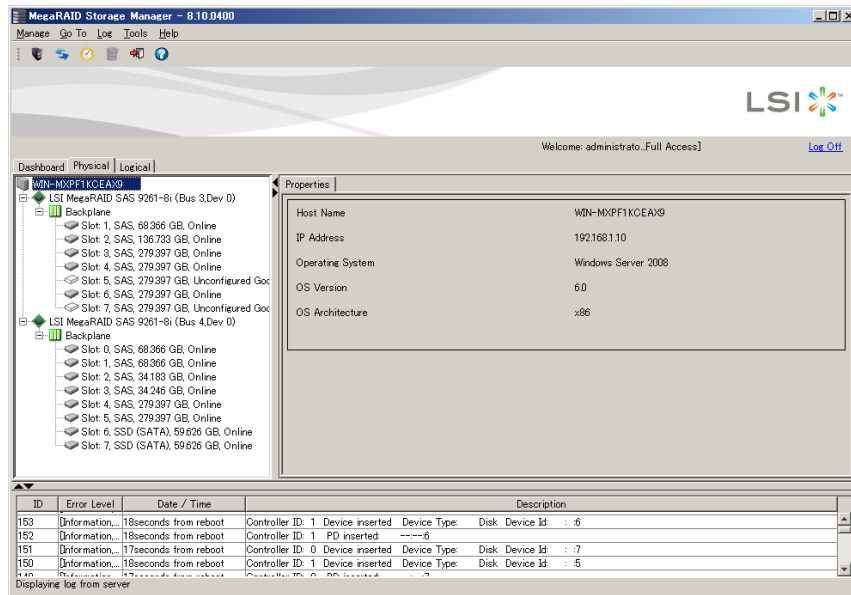 MegaRAID Storage Manager - 8.10.0400
Manage Go To Log Tools Help
LSI
Welcome: administrato..Full Access]
Log Off
Dashboard Physical Logical
WIN-MXPF1KCEAX9
LSI MegaRAID SAS 9261-8i (Bus 3,Dev 0)
Backplane
Slot: 1, SAS, 68.366 GB, Online
Slot: 2, SAS, 136.733 GB, Online
Slot: 3, SAS, 279.397 GB, Online
Slot: 4, SAS, 279.397 GB, Online
Slot: 5, SAS, 279.397 GB, Unconfigured Goo
Slot: 6, SAS, 279.397 GB, Online
Slot: 7, SAS, 279.397 GB, Unconfigured Goo
LSI MegaRAID SAS 9261-8i (Bus 4,Dev 0)
Backplane
Slot: 0, SAS, 68.366 GB, Online
Slot: 1, SAS, 68.366 GB, Online
Slot: 2, SAS, 34.183 GB, Online
Slot: 3, SAS, 34.246 GB, Online
Slot: 4, SAS, 279.397 GB, Online
Slot: 5, SAS, 279.397 GB, Online
Slot: 6, SSD (SATA), 59.626 GB, Online
Slot: 7, SSD (SATA), 59.626 GB, Online
Properties
Host Name WIN-MXPF1KCEAX9
IP Address 192.168.1.10
Operating System Windows Server 2008
OS Version 6.0
OS Architecture x86
ID Error Level Date / Time Description
153 [Information,... 18seconds from reboot Controller ID: 1 Device inserted Device Type: Disk Device Id: : :6
152 [Information,... 18seconds from reboot Controller ID: 1 PD inserted: --:--:6
151 [Information,... 17seconds from reboot Controller ID: 0 Device inserted Device Type: Disk Device Id: : :7
150 [Information,... 18seconds from reboot Controller ID: 1 Device inserted Device Type: Disk Device Id: : :5
Displaying log from server